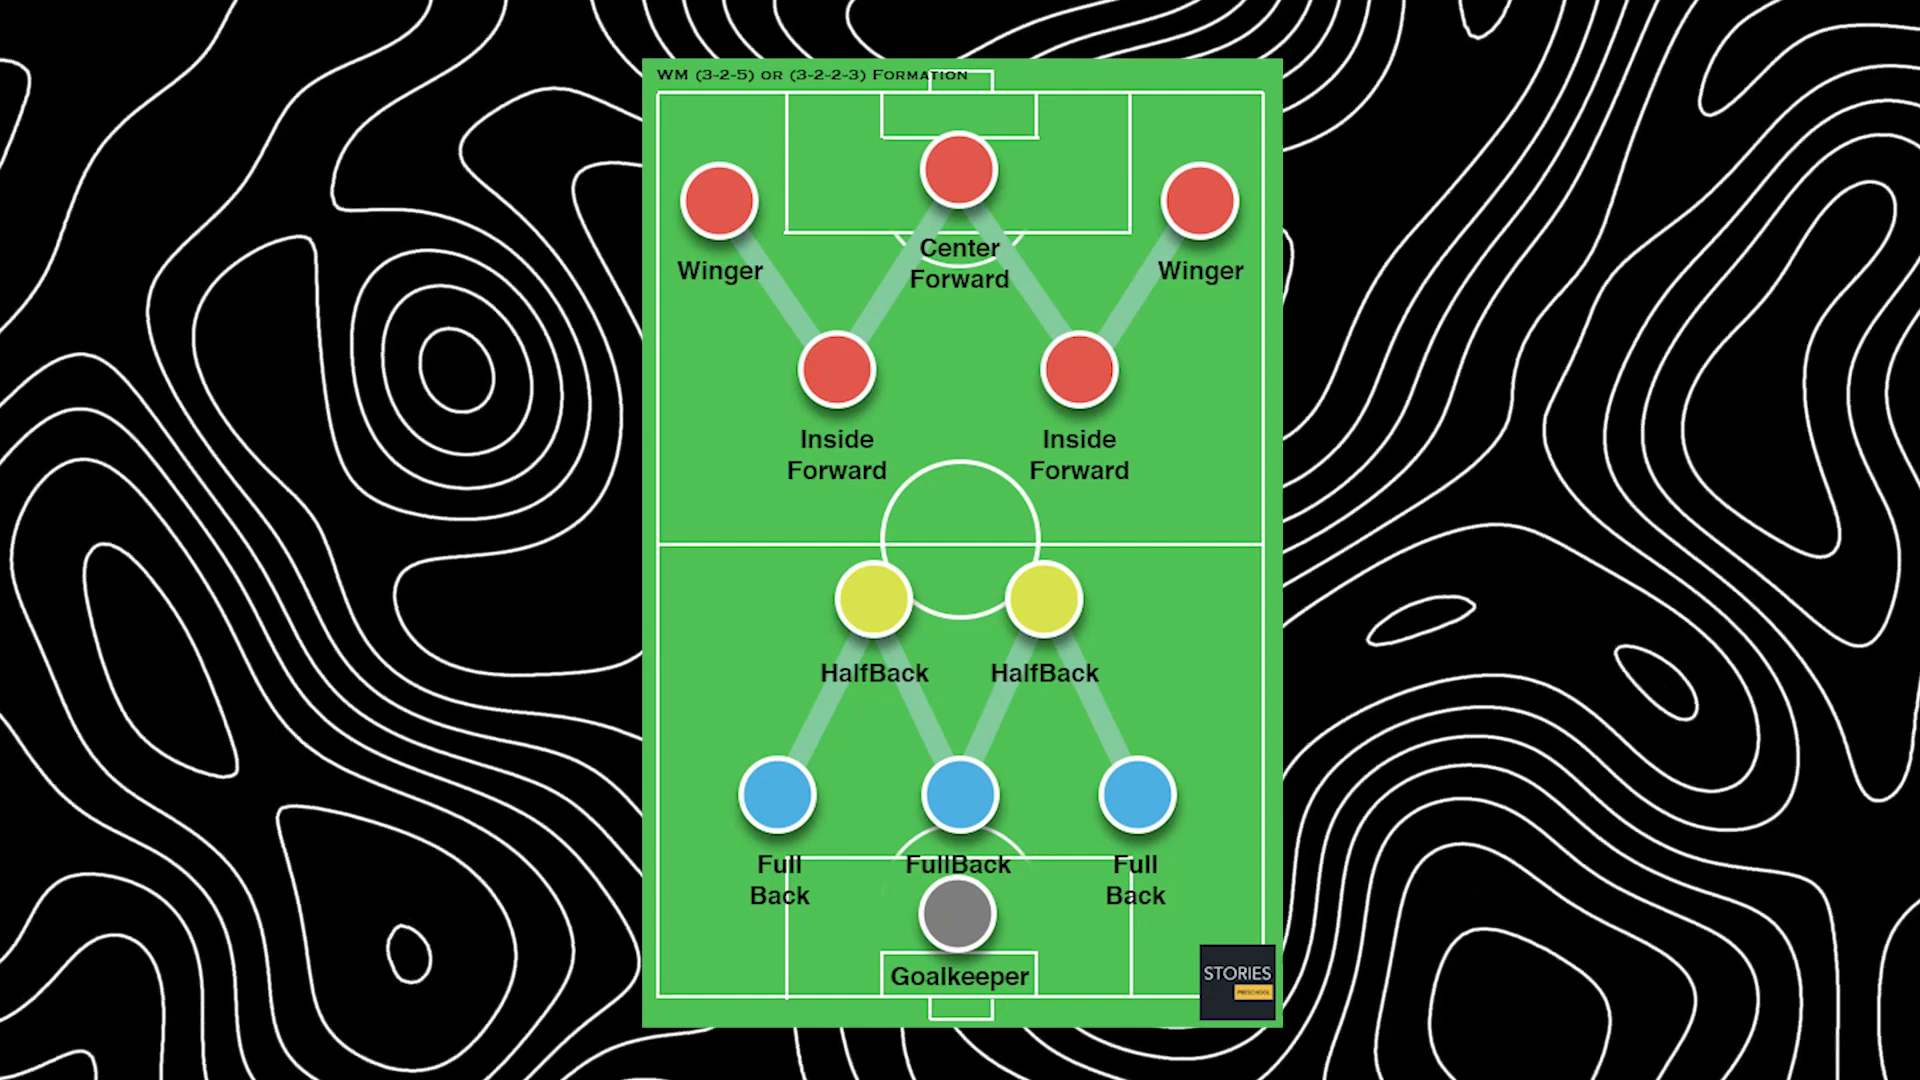 WM (3-2-5) or (3-2-2-3) Formation
Winger
Center
Forward
Winger
Inside
Forward
Inside
Forward
HalfBack
HalfBack
Full
Back
FullBack
Full
Back
Goalkeeper
STORIES
PRESCHOOL